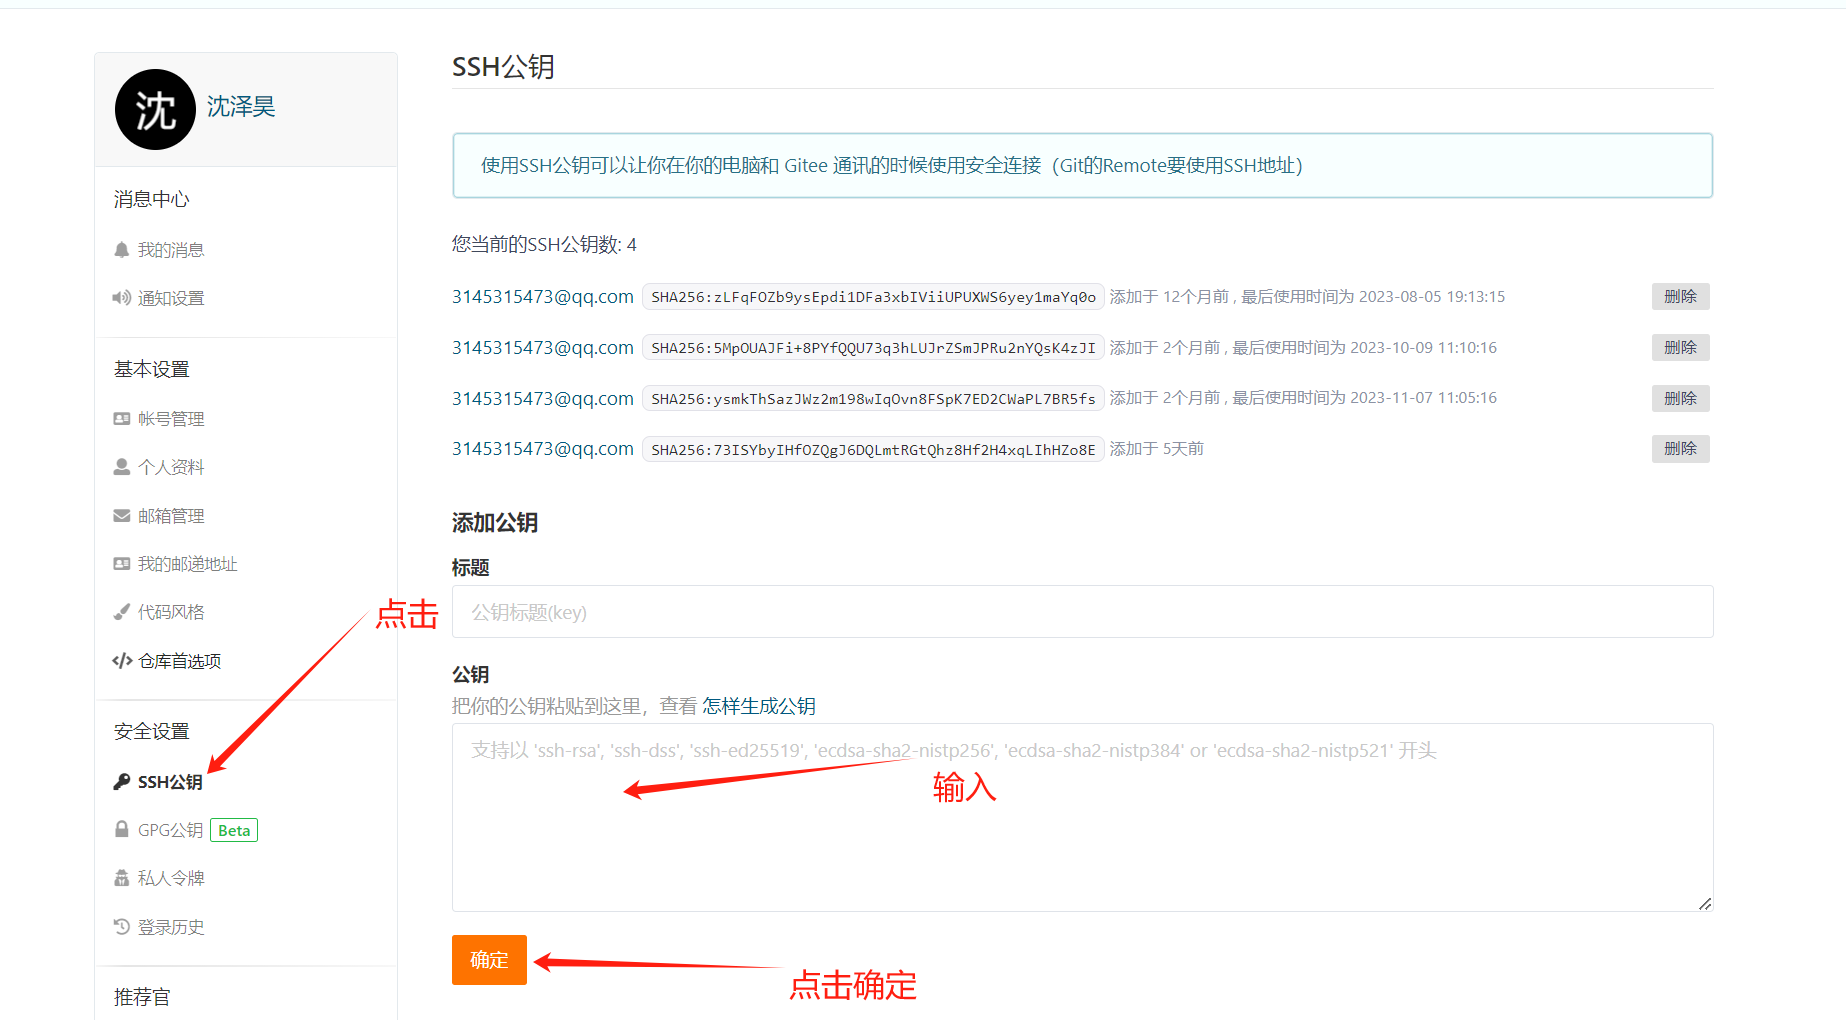 沈
沈泽昊
消息中心
我的消息
通知设置
基本设置
帐号管理
个人资料
邮箱管理
我的邮递地址
代码风格
仓库首选项
安全设置
SSH公钥
GPG公钥 Beta
私人令牌
登录历史
推荐官
SSH公钥
使用SSH公钥可以让你在你的电脑和 Gitee 通讯的时候使用安全连接（Git的Remote要使用SSH地址）
您当前的SSH公钥数: 4
3145315473@qq.com SHA256:zLFqFOZb9ysEpdi1DFa3xbIViiUPUXWS6yey1maYq0o 添加于 12个月前 , 最后使用时间为 2023-08-05 19:13:15 删除
3145315473@qq.com SHA256:5MpOUAJFi+8PYfQQU73q3hLUJrZSmJPRu2nYQsK4zJI 添加于 2个月前 , 最后使用时间为 2023-10-09 11:10:16 删除
3145315473@qq.com SHA256:ysmkThSazJWz2m198wIqOvn8FSpK7ED2CWaPL7BR5fs 添加于 2个月前 , 最后使用时间为 2023-11-07 11:05:16 删除
3145315473@qq.com SHA256:73ISYbyIHfOZQgJ6DQLmtRGtQhz8Hf2H4xqLIhHZo8E 添加于 5天前 删除
添加公钥
标题
点击
公钥标题(key)
公钥
把你的公钥粘贴到这里，查看 怎样生成公钥
支持以 'ssh-rsa', 'ssh-dss', 'ssh-ed25519', 'ecdsa-sha2-nistp256', 'ecdsa-sha2-nistp384' or 'ecdsa-sha2-nistp521' 开头
输入
确定
点击确定